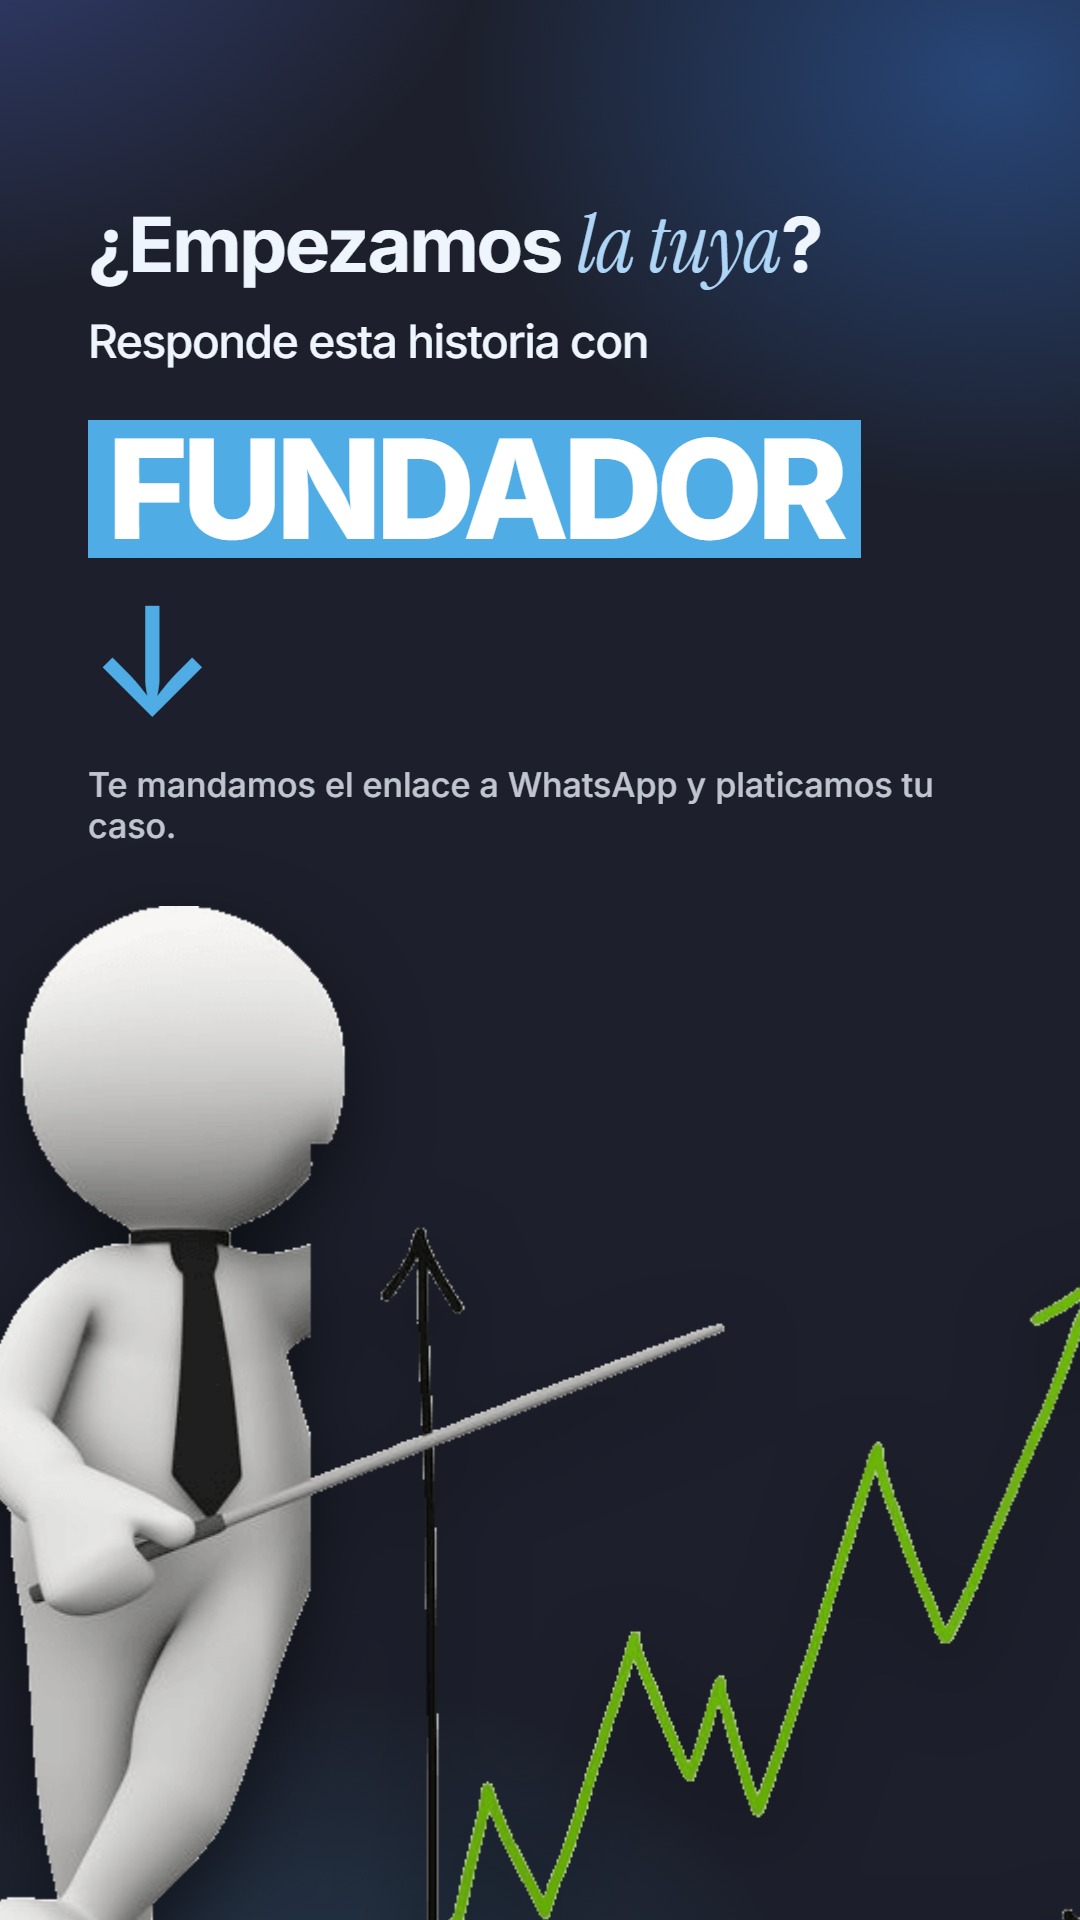 ¿Empezamos la tuya?
Responde esta historia con
FUNDADOR
Te mandamos el enlace a WhatsApp y platicamos tu
caso.